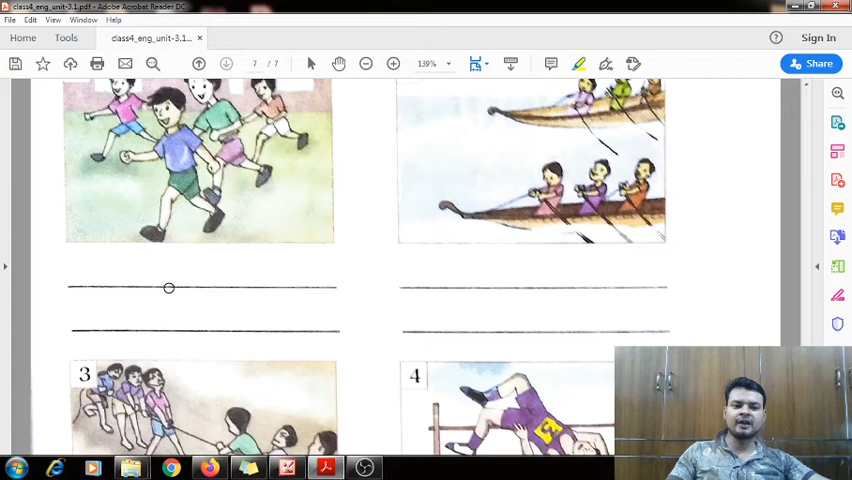 class4_eng_unit-3.1.pdf - Adobe Acrobat Reader DC
File Edit View Window Help
Home Tools class4_eng_unit-3.1... × Sign In
7 / 7 139% Share
3 4
3